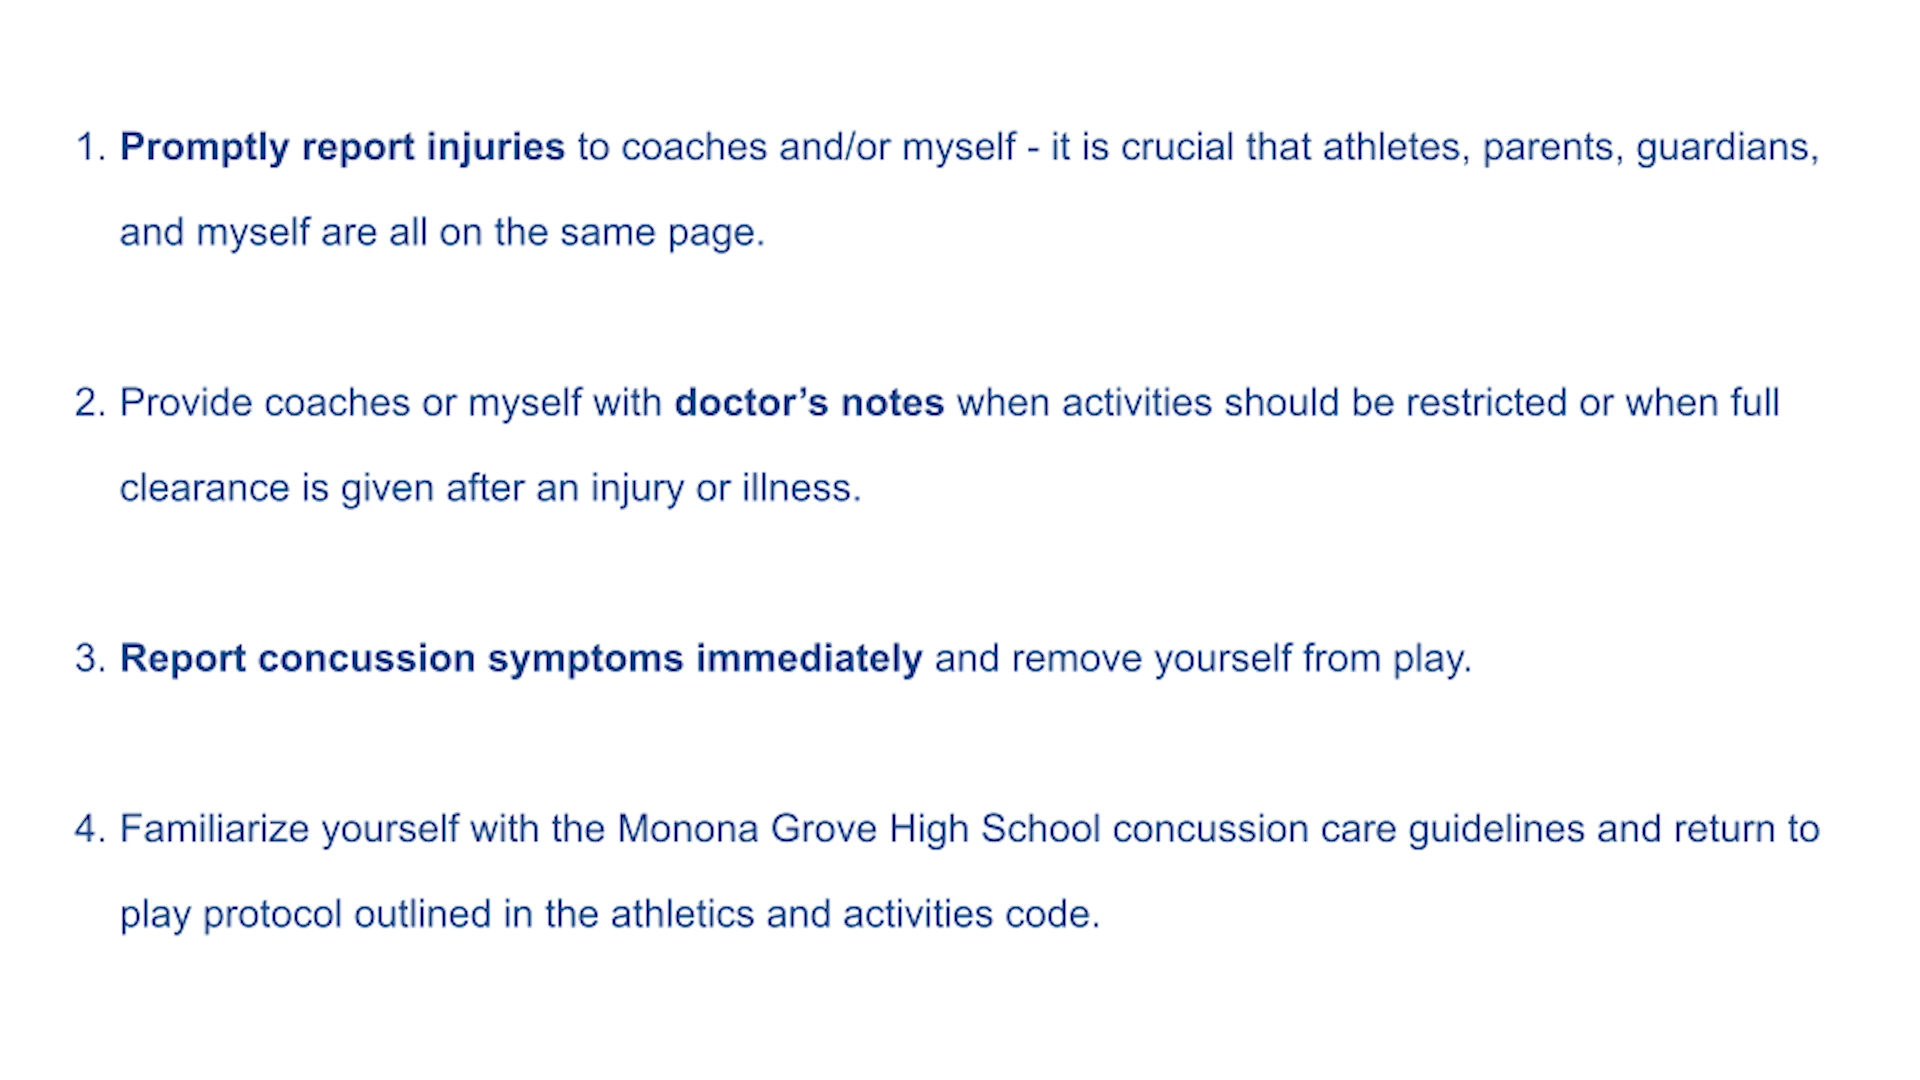 1. Promptly report injuries to coaches and/or myself - it is crucial that athletes, parents, guardians,
and myself are all on the same page.
2. Provide coaches or myself with doctor’s notes when activities should be restricted or when full
clearance is given after an injury or illness.
3. Report concussion symptoms immediately and remove yourself from play.
4. Familiarize yourself with the Monona Grove High School concussion care guidelines and return to
play protocol outlined in the athletics and activities code.